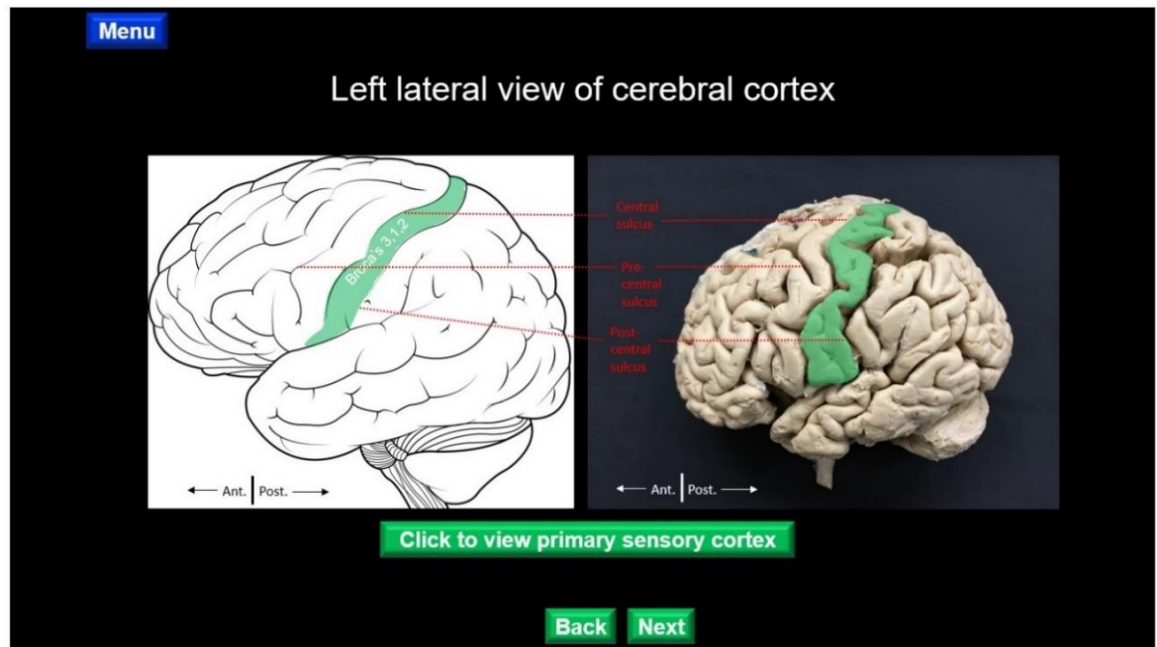 Menu
Left lateral view of cerebral cortex
Broca's 3,1,2
Central
sulcus
Pre-
central
sulcus
Post-
central
sulcus
Ant. Post.
Ant. Post.
Click to view primary sensory cortex
Back Next